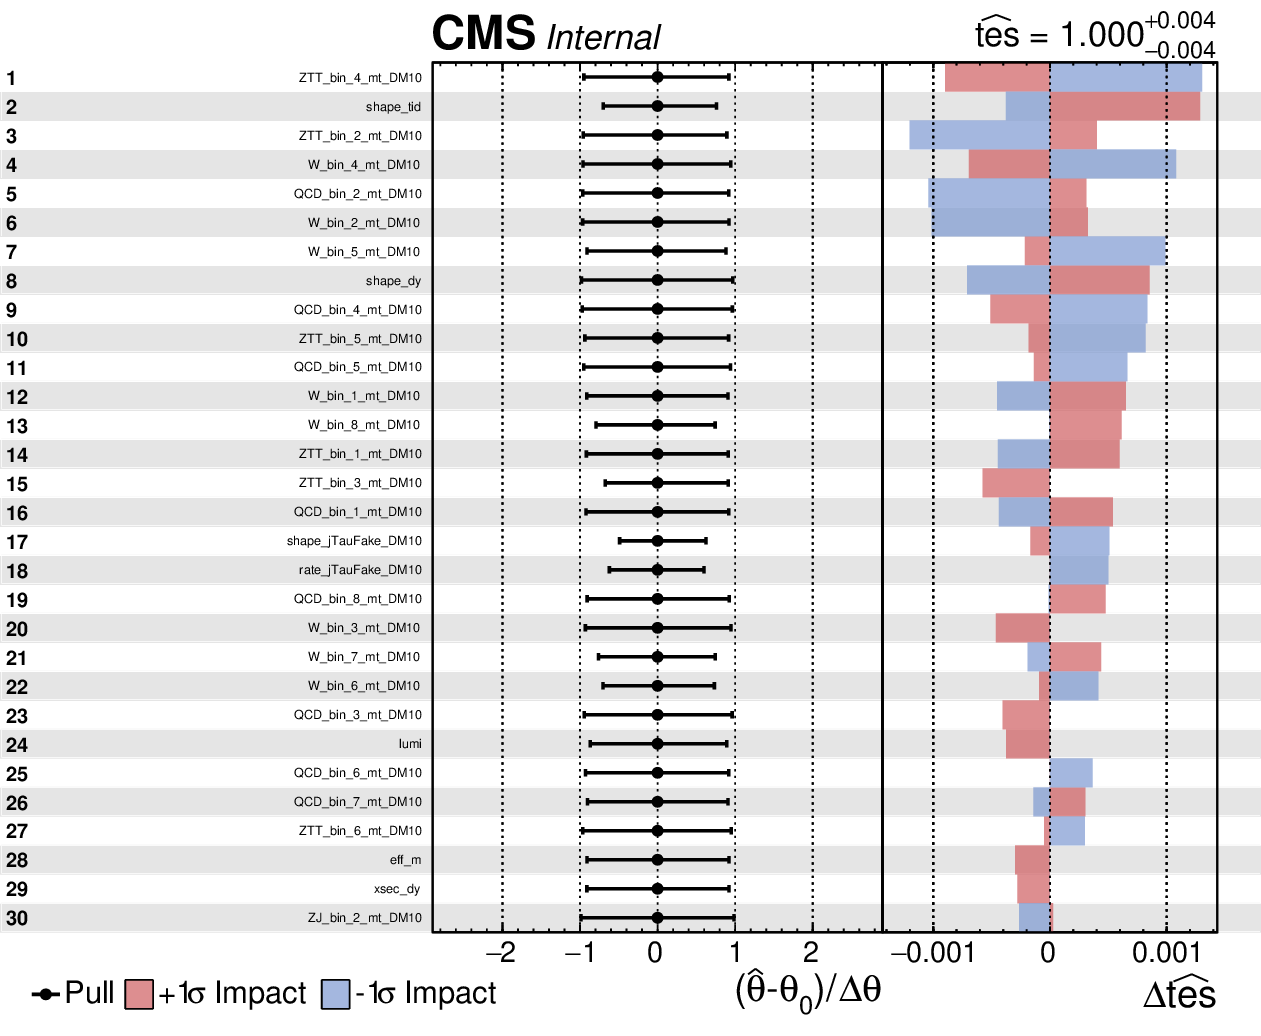 CMS Internal
t͡es = 1.000 +0.004 −0.004
1 ZTT_bin_4_mt_DM10
2 shape_tid
3 ZTT_bin_2_mt_DM10
4 W_bin_4_mt_DM10
5 QCD_bin_2_mt_DM10
6 W_bin_2_mt_DM10
7 W_bin_5_mt_DM10
8 shape_dy
9 QCD_bin_4_mt_DM10
10 ZTT_bin_5_mt_DM10
11 QCD_bin_5_mt_DM10
12 W_bin_1_mt_DM10
13 W_bin_8_mt_DM10
14 ZTT_bin_1_mt_DM10
15 ZTT_bin_3_mt_DM10
16 QCD_bin_1_mt_DM10
17 shape_jTauFake_DM10
18 rate_jTauFake_DM10
19 QCD_bin_8_mt_DM10
20 W_bin_3_mt_DM10
21 W_bin_7_mt_DM10
22 W_bin_6_mt_DM10
23 QCD_bin_3_mt_DM10
24 lumi
25 QCD_bin_6_mt_DM10
26 QCD_bin_7_mt_DM10
27 ZTT_bin_6_mt_DM10
28 eff_m
29 xsec_dy
30 ZJ_bin_2_mt_DM10
−2 −1 0 1 2 −0.001 0 0.001
Pull +1σ Impact -1σ Impact
(θ̂-θ₀)/Δθ
Δt͡es